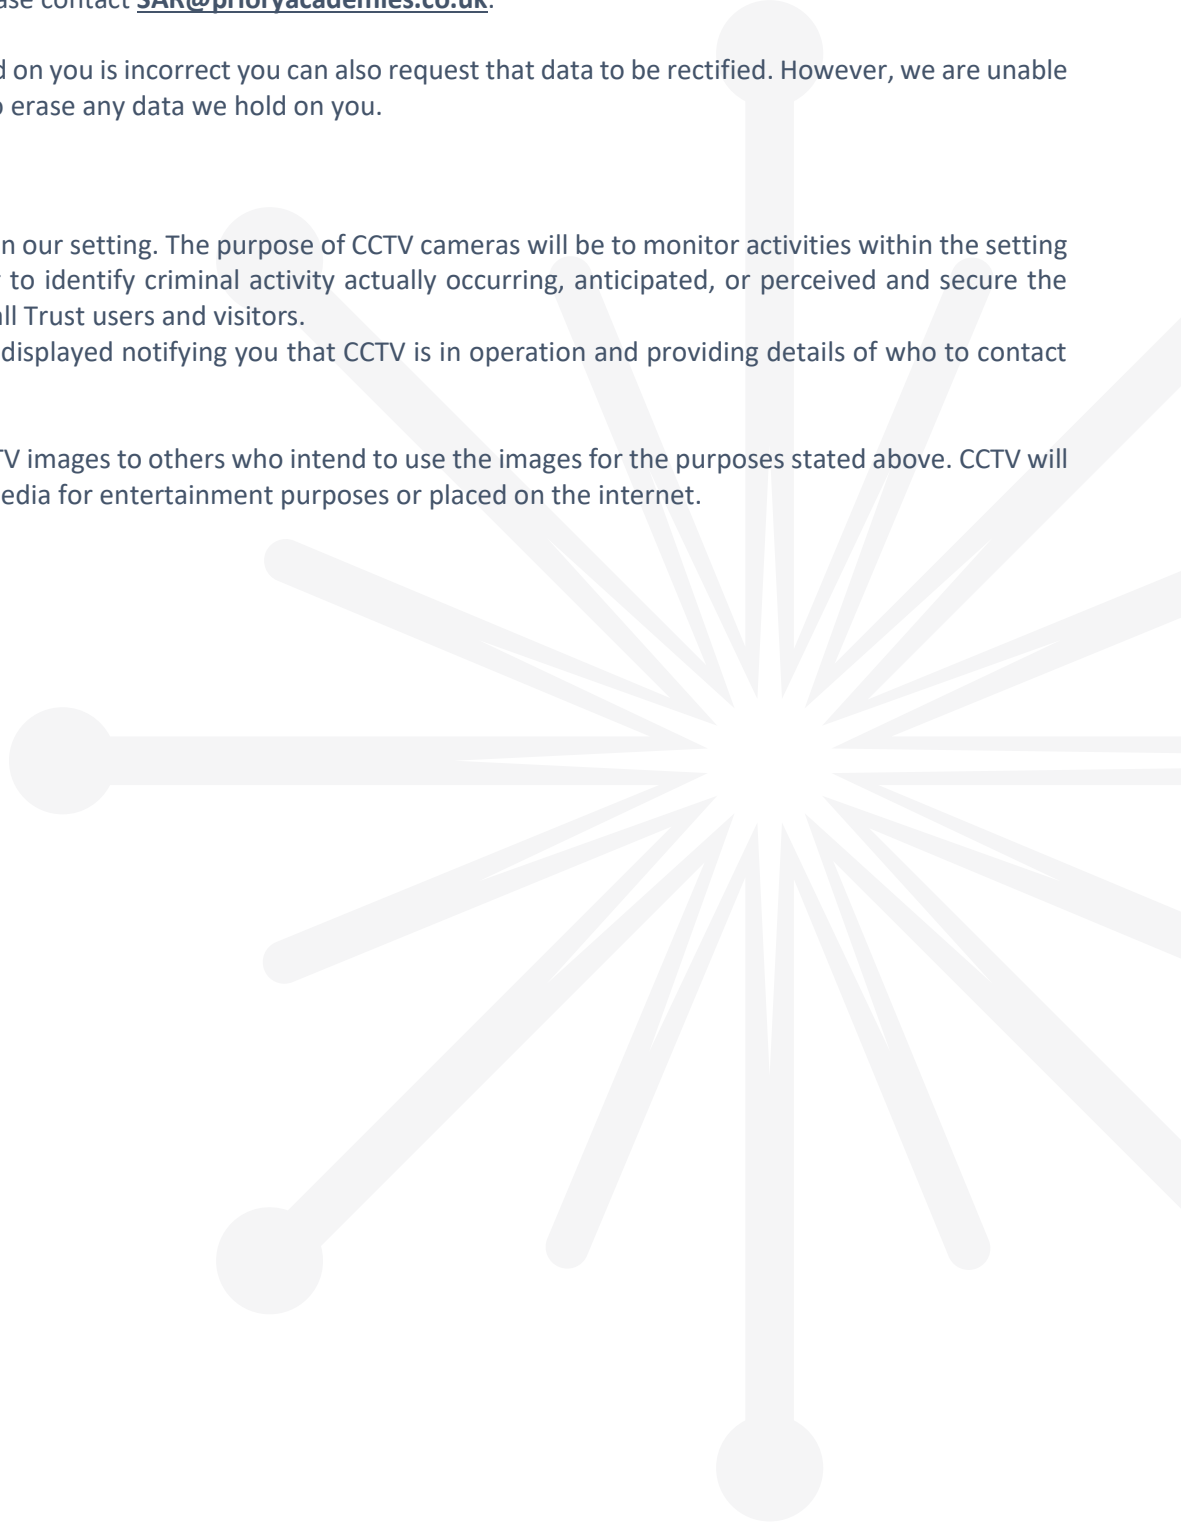 contact SAR@prioryacademies.co.uk.
on you is incorrect you can also request that data to be rectified. However, we are unable
erase any data we hold on you.
our setting. The purpose of CCTV cameras will be to monitor activities within the setting
to identify criminal activity actually occurring, anticipated, or perceived and secure the
all Trust users and visitors.
displayed notifying you that CCTV is in operation and providing details of who to contact
images to others who intend to use the images for the purposes stated above. CCTV will
for entertainment purposes or placed on the internet.